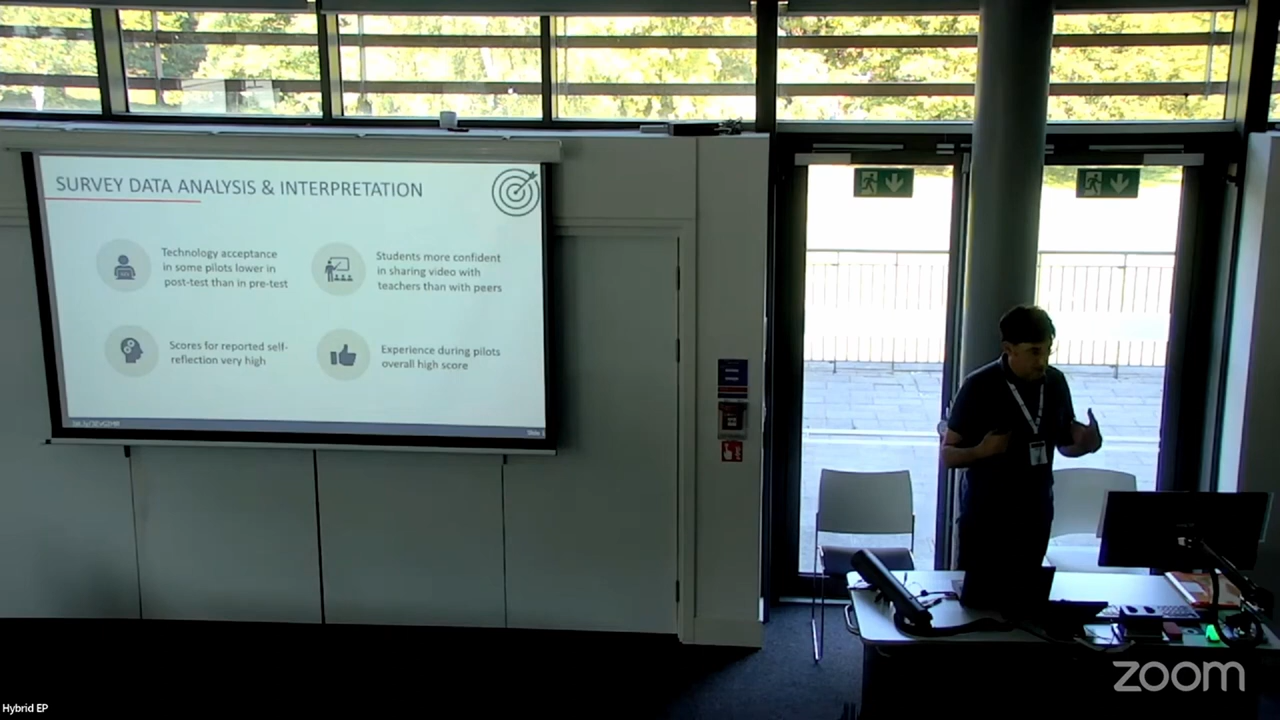 SURVEY DATA ANALYSIS & INTERPRETATION
Technology acceptance
in some pilots lower in
post-test than in pre-test
Students more confident
in sharing video with
teachers than with peers
Scores for reported self-
reflection very high
Experience during pilots
overall high score
Slide
zoom
Hybrid EP